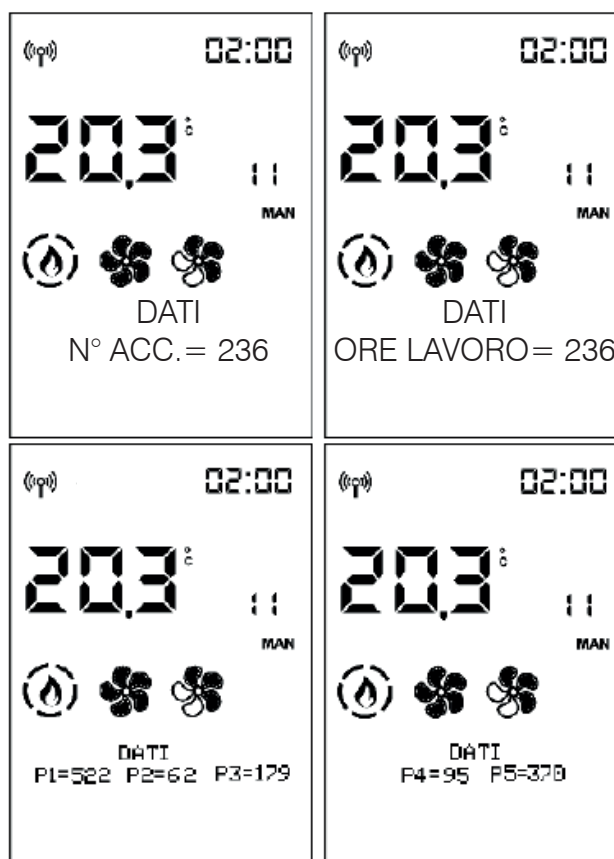 02:00
20.3 °C
11
MAN
DATI
N° ACC.= 236
02:00
20.3 °C
11
MAN
DATI
ORE LAVORO= 236
02:00
20.3 °C
11
MAN
DATI
P1=522 P2=62 P3=179
02:00
20.3 °C
11
MAN
DATI
P4=95 P5=370